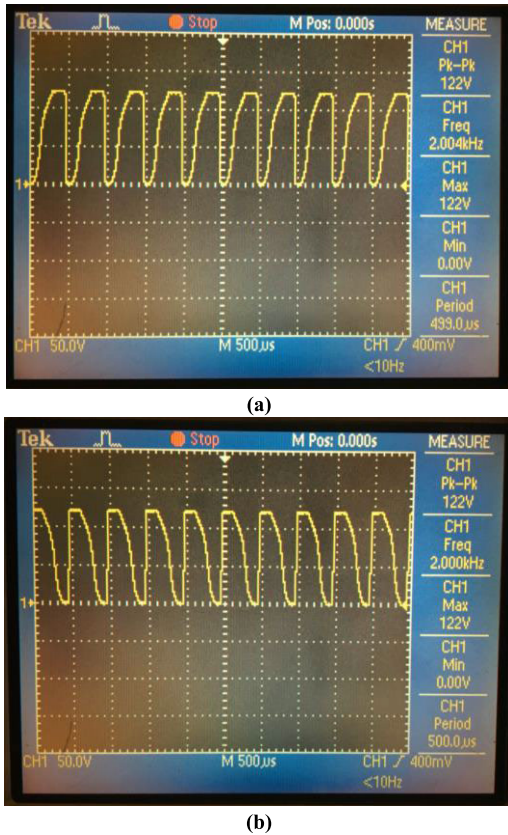 Tek Stop M Pos: 0.000s MEASURE
CH1
Pk-Pk
122V
CH1
Freq
2.004kHz
CH1
Max
122V
CH1
Min
0.00V
CH1
Period
499.0µs
1
CH1 50.0V M 500µs CH1 400mV
<10Hz
(a)
Tek Stop M Pos: 0.000s MEASURE
CH1
Pk-Pk
122V
CH1
Freq
2.000kHz
CH1
Max
122V
CH1
Min
0.00V
CH1
Period
500.0µs
1
CH1 50.0V M 500µs CH1 400mV
<10Hz
(b)